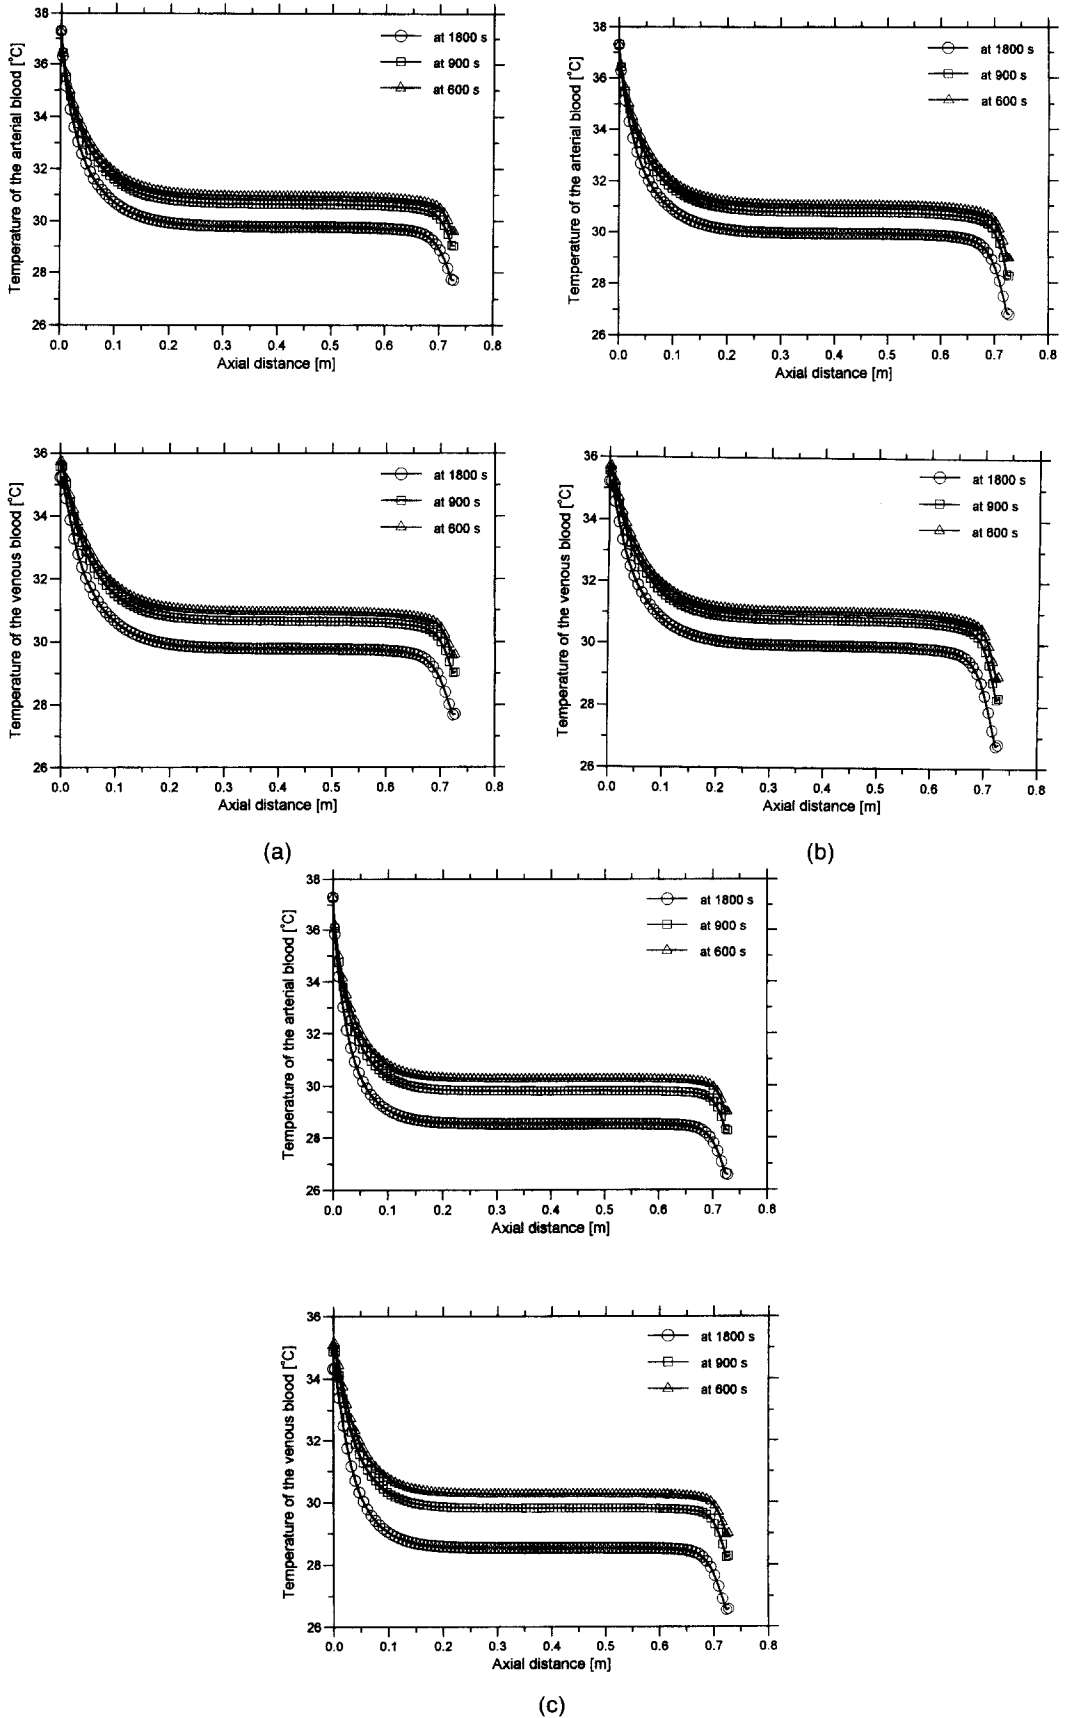 38
36
34
32
30
28
26
Temperature of the arterial blood [°C]
at 1800 s
at 900 s
at 600 s
0.0 0.1 0.2 0.3 0.4 0.5 0.6 0.7 0.8
Axial distance [m]
38
36
34
32
30
28
26
Temperature of the arterial blood [°C]
at 1800 s
at 900 s
at 600 s
0.0 0.1 0.2 0.3 0.4 0.5 0.6 0.7 0.8
Axial distance [m]
36
34
32
30
28
26
Temperature of the venous blood [°C]
at 1800 s
at 900 s
at 600 s
0.0 0.1 0.2 0.3 0.4 0.5 0.6 0.7 0.8
Axial distance [m]
(a)
36
34
32
30
28
26
Temperature of the venous blood [°C]
at 1800 s
at 900 s
at 600 s
0.0 0.1 0.2 0.3 0.4 0.5 0.6 0.7 0.8
Axial distance [m]
(b)
38
36
34
32
30
28
26
Temperature of the arterial blood [°C]
at 1800 s
at 900 s
at 600 s
0.0 0.1 0.2 0.3 0.4 0.5 0.6 0.7 0.8
Axial distance [m]
36
34
32
30
28
26
Temperature of the venous blood [°C]
at 1800 s
at 900 s
at 600 s
0.0 0.1 0.2 0.3 0.4 0.5 0.6 0.7 0.8
Axial distance [m]
(c)